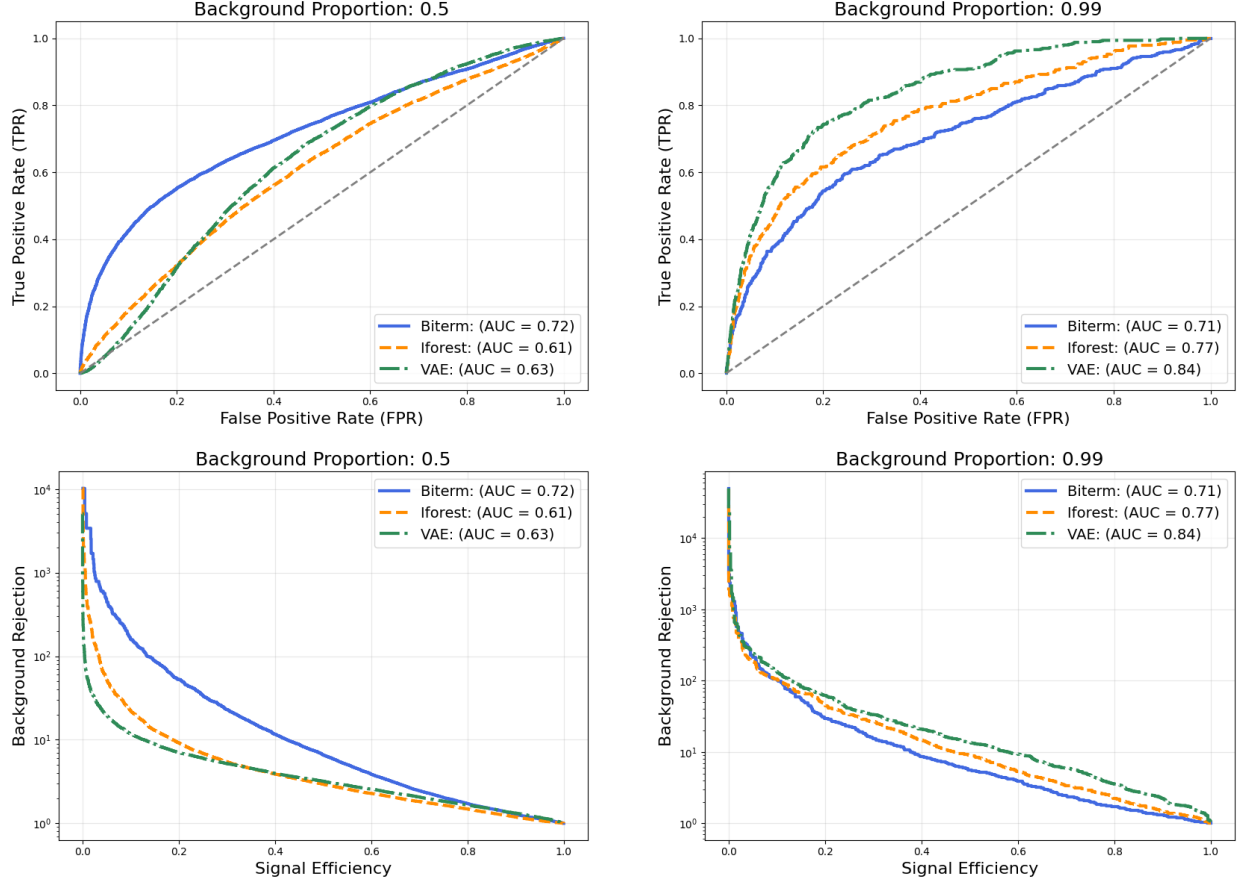 Background Proportion: 0.5
True Positive Rate (TPR)
1.0
0.8
0.6
0.4
0.2
0.0
Biterm: (AUC = 0.72)
Iforest: (AUC = 0.61)
VAE: (AUC = 0.63)
0.0 0.2 0.4 0.6 0.8 1.0
False Positive Rate (FPR)
Background Proportion: 0.99
True Positive Rate (TPR)
1.0
0.8
0.6
0.4
0.2
0.0
Biterm: (AUC = 0.71)
Iforest: (AUC = 0.77)
VAE: (AUC = 0.84)
0.0 0.2 0.4 0.6 0.8 1.0
False Positive Rate (FPR)
Background Proportion: 0.5
Background Rejection
10⁴
10³
10²
10¹
10⁰
Biterm: (AUC = 0.72)
Iforest: (AUC = 0.61)
VAE: (AUC = 0.63)
0.0 0.2 0.4 0.6 0.8 1.0
Signal Efficiency
Background Proportion: 0.99
Background Rejection
10⁴
10³
10²
10¹
10⁰
Biterm: (AUC = 0.71)
Iforest: (AUC = 0.77)
VAE: (AUC = 0.84)
0.0 0.2 0.4 0.6 0.8 1.0
Signal Efficiency